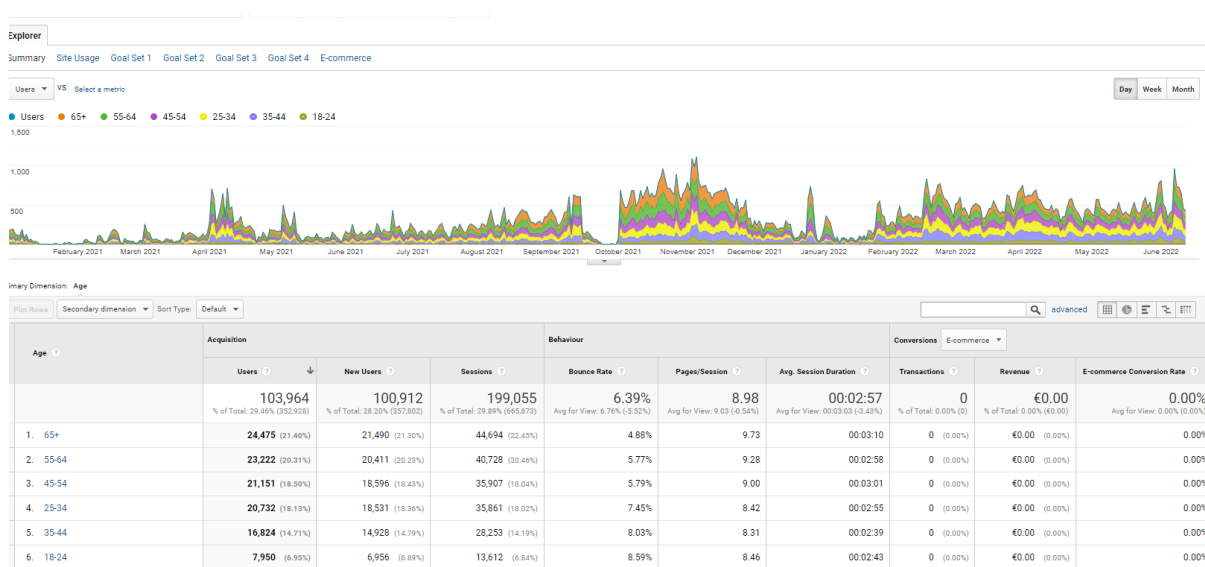 Explorer
Summary Site Usage Goal Set 1 Goal Set 2 Goal Set 3 Goal Set 4 E-commerce
Users VS Select a metric Day Week Month
Users 65+ 55-64 45-54 25-34 35-44 18-24
1,500
1,000
500
February 2021 March 2021 April 2021 May 2021 June 2021 July 2021 August 2021 September 2021 October 2021 November 2021 December 2021 January 2022 February 2022 March 2022 April 2022 May 2022 June 2022
imary Dimension: Age
Plot Rows Secondary dimension Sort Type: Default advanced
Age ? Acquisition Behaviour Conversions E-commerce
Users ? New Users ? Sessions ? Bounce Rate ? Pages/Session ? Avg. Session Duration ? Transactions ? Revenue ? E-commerce Conversion Rate ?
103,964 100,912 199,055 6.39% 8.98 00:02:57 0 €0.00 0.00%
% of Total: 29.46% (352,928) % of Total: 28.20% (357,802) % of Total: 29.89% (665,873) Avg for View: 6.76% (-5.52%) Avg for View: 9.03 (-0.54%) Avg for View: 00:03:03 (-3.43%) % of Total: 0.00% (0) % of Total: 0.00% (€0.00) Avg for View: 0.00% (0.00%)
1. 65+ 24,475 (21.40%) 21,490 (21.30%) 44,694 (22.45%) 4.88% 9.73 00:03:10 0 (0.00%) €0.00 (0.00%) 0.00%
2. 55-64 23,222 (20.31%) 20,411 (20.23%) 40,728 (20.46%) 5.77% 9.28 00:02:58 0 (0.00%) €0.00 (0.00%) 0.00%
3. 45-54 21,151 (18.50%) 18,596 (18.43%) 35,907 (18.04%) 5.79% 9.00 00:03:01 0 (0.00%) €0.00 (0.00%) 0.00%
4. 25-34 20,732 (18.13%) 18,531 (18.36%) 35,861 (18.02%) 7.45% 8.42 00:02:55 0 (0.00%) €0.00 (0.00%) 0.00%
5. 35-44 16,824 (14.71%) 14,928 (14.79%) 28,253 (14.19%) 8.03% 8.31 00:02:39 0 (0.00%) €0.00 (0.00%) 0.00%
6. 18-24 7,950 (6.95%) 6,956 (6.89%) 13,612 (6.84%) 8.59% 8.46 00:02:43 0 (0.00%) €0.00 (0.00%) 0.00%